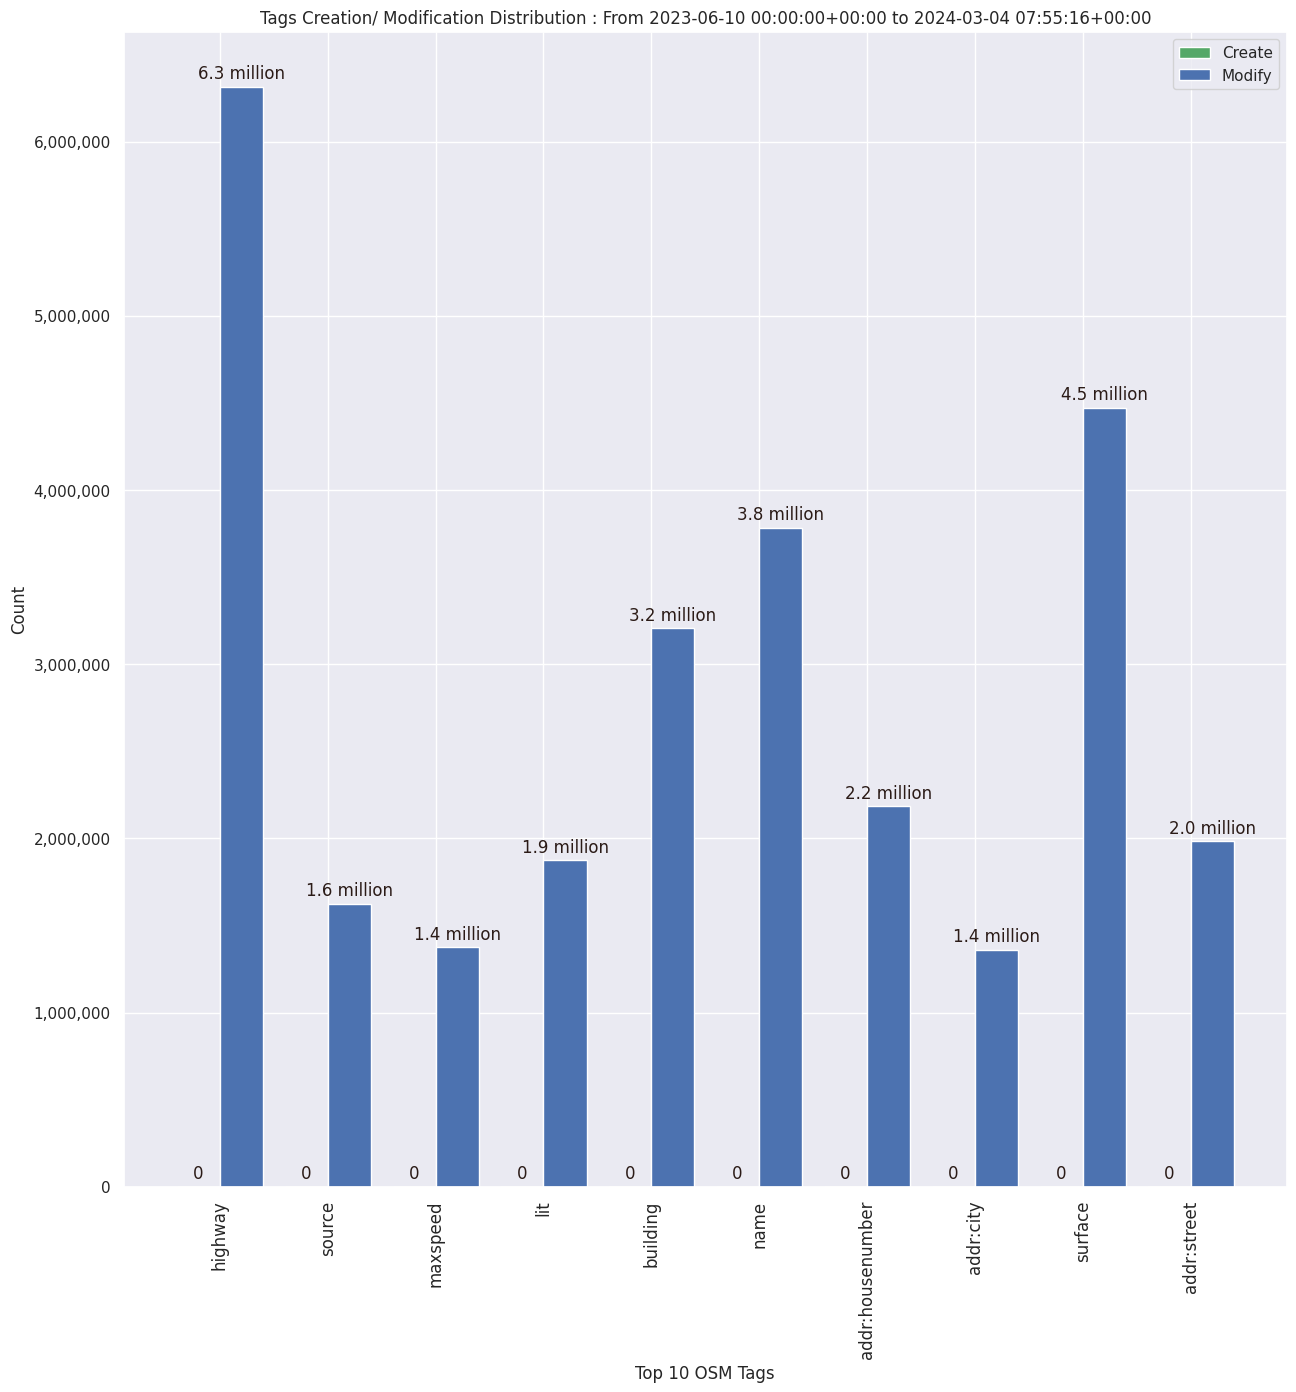 Tags Creation/ Modification Distribution : From 2023-06-10 00:00:00+00:00 to 2024-03-04 07:55:16+00:00
Create
Modify
6.3 million
6,000,000
5,000,000
4.5 million
4,000,000
3.8 million
3.2 million
3,000,000
2.2 million
2.0 million
2,000,000
1.9 million
1.6 million
1.4 million
1.4 million
1,000,000
0 0 0 0 0 0 0 0 0 0
0
Count
highway
source
maxspeed
lit
building
name
addr:housenumber
addr:city
surface
addr:street
Top 10 OSM Tags